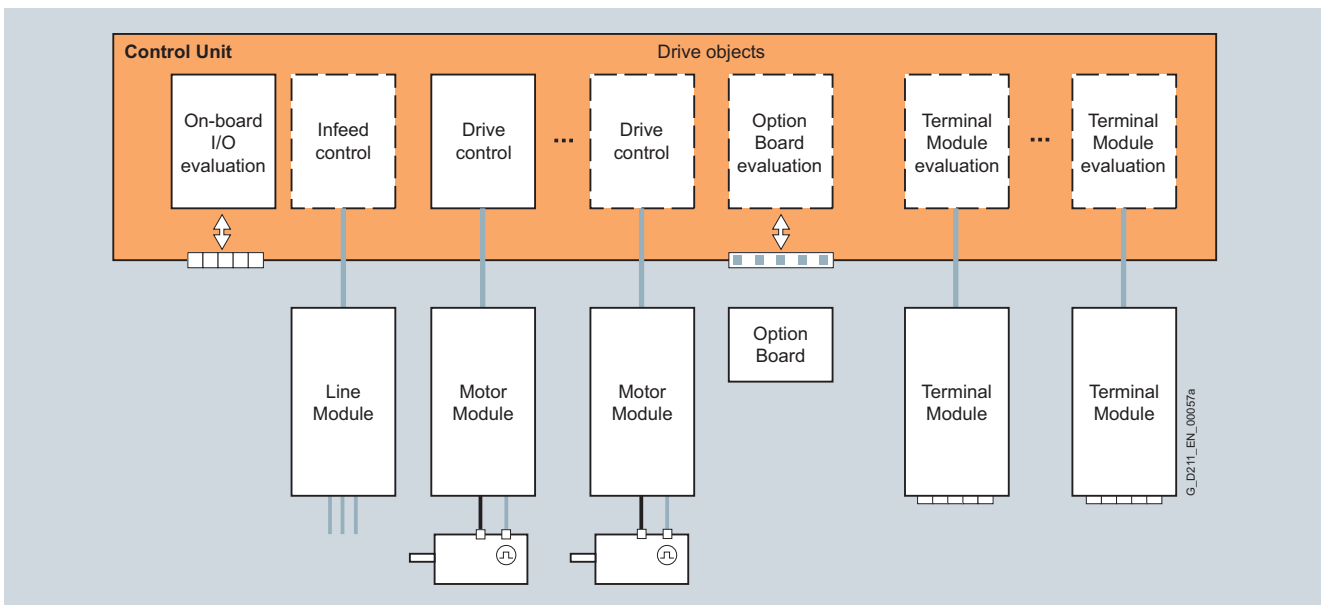 Control Unit
Drive objects
On-board
I/O
evaluation
Infeed
control
Drive
control
...
Drive
control
Option
Board
evaluation
Terminal
Module
evaluation
...
Terminal
Module
evaluation
Line
Module
Motor
Module
Motor
Module
Option
Board
Terminal
Module
Terminal
Module
G_D211_EN_00057a